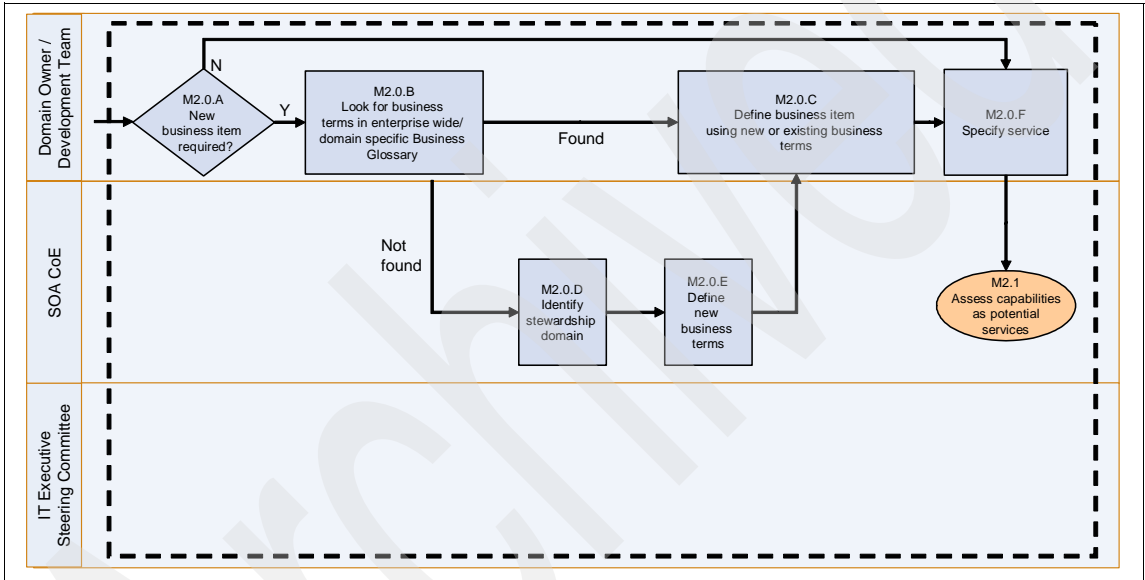 Domain Owner /
Development Team
N
M2.0.A
New
business item
required?
Y
M2.0.B
Look for business
terms in enterprise wide/
domain specific Business
Glossary
Found
M2.0.C
Define business item
using new or existing business
terms
M2.0.F
Specify service
SOA CoE
Not
found
M2.0.D
Identify
stewardship
domain
M2.0.E
Define
new
business
terms
M2.1
Assess capabilities
as potential
services
IT Executive
Steering Committee